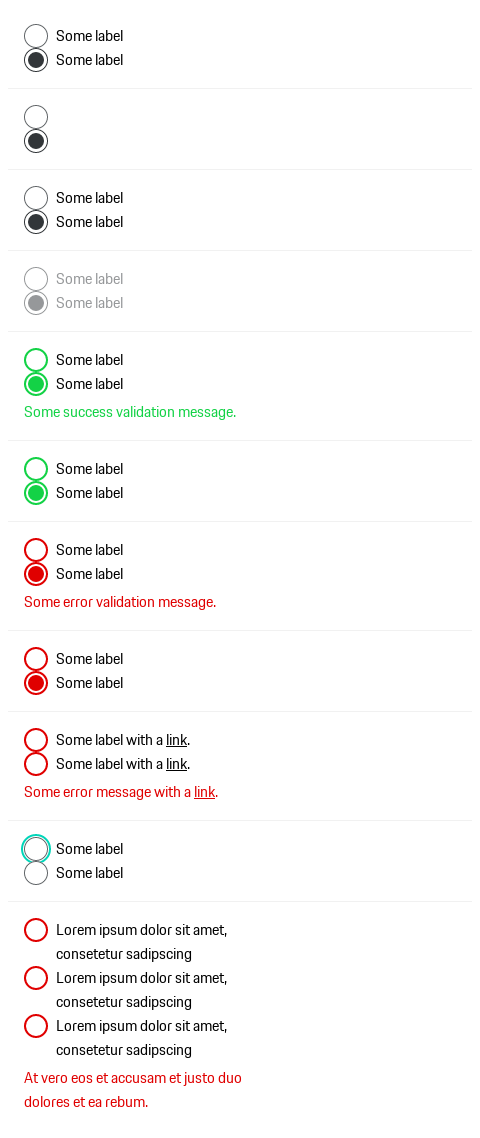 Some label
Some label
Some label
Some label
Some label
Some label
Some label
Some label
Some success validation message.
Some label
Some label
Some label
Some label
Some error validation message.
Some label
Some label
Some label with a link.
Some label with a link.
Some error message with a link.
Some label
Some label
Lorem ipsum dolor sit amet,
consetetur sadipscing
Lorem ipsum dolor sit amet,
consetetur sadipscing
Lorem ipsum dolor sit amet,
consetetur sadipscing
At vero eos et accusam et justo duo
dolores et ea rebum.